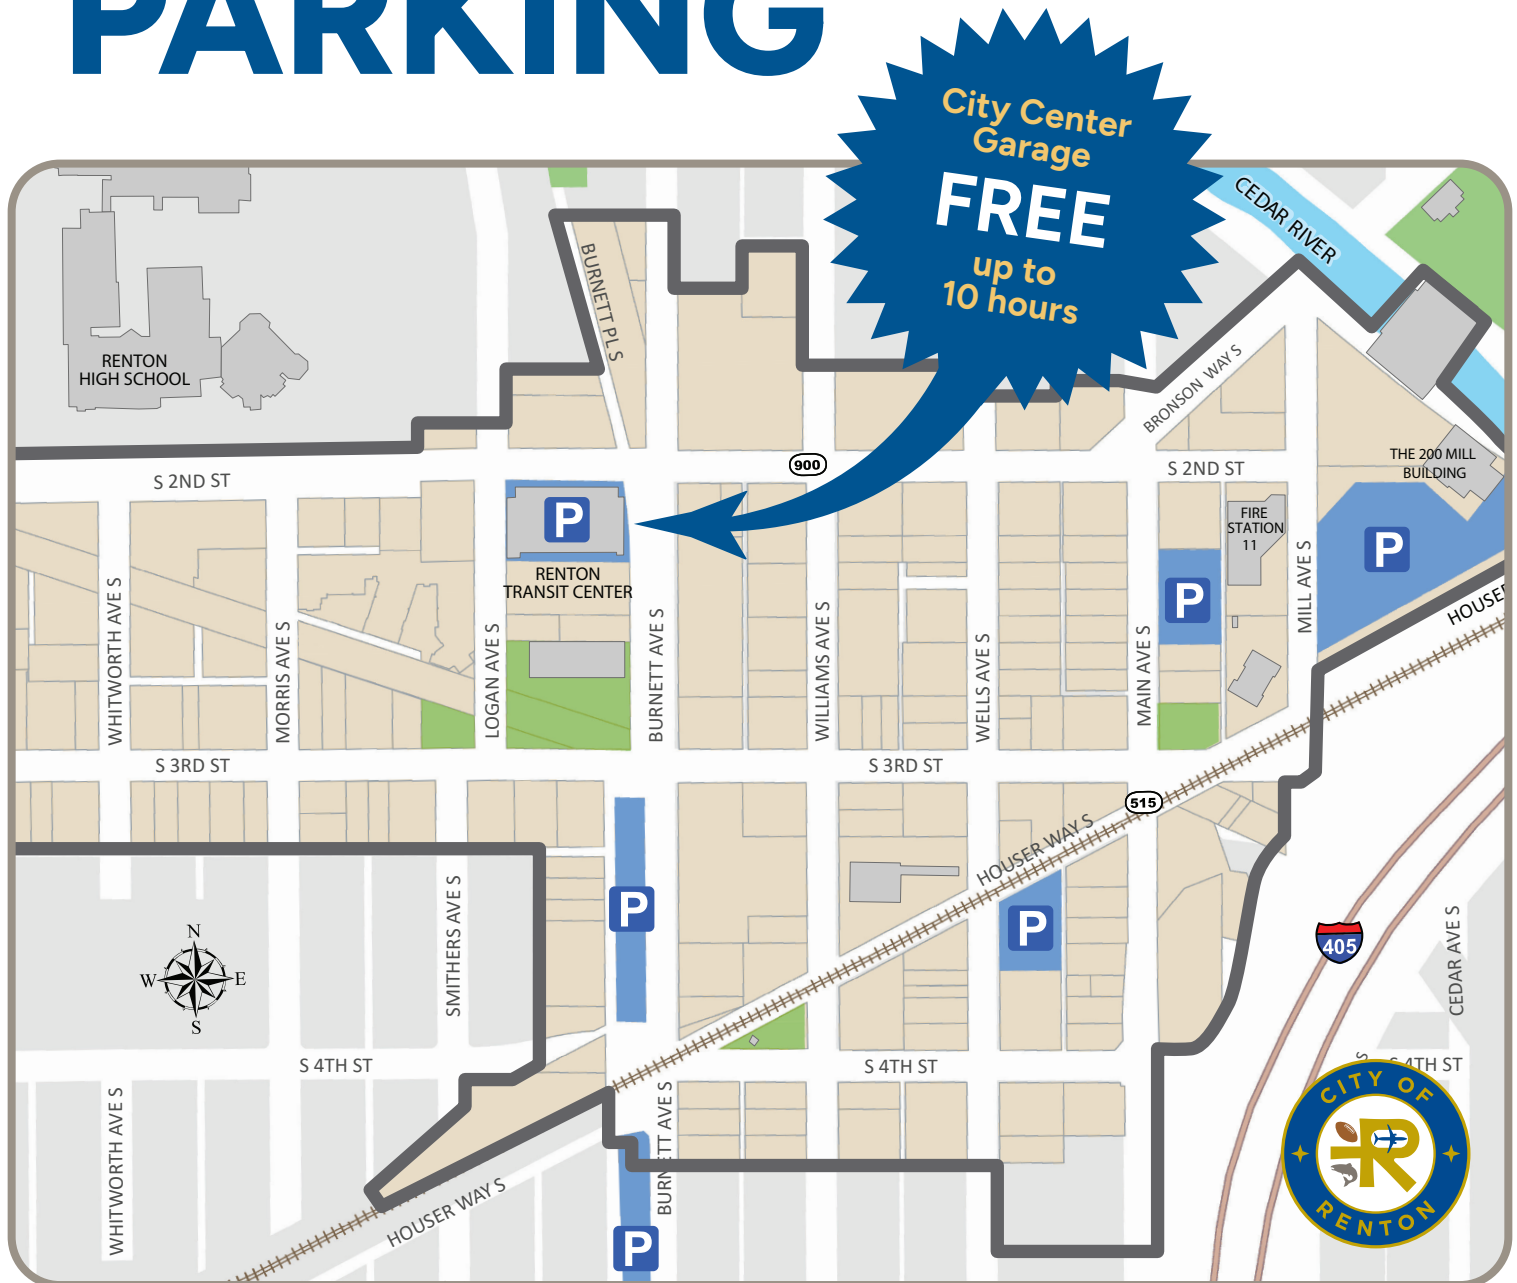 PARKING
City Center
Garage
FREE
up to
10 hours
CEDAR RIVER
BURNETT PL S
RENTON
HIGH SCHOOL
BRONSON WAY S
900
S 2ND ST
S 2ND ST
THE 200 MILL
BUILDING
P
FIRE
STATION
11
P
RENTON
TRANSIT CENTER
P
MILL AVE S
HOUSER
WHITWORTH AVE S
MORRIS AVE S
LOGAN AVE S
BURNETT AVE S
WILLIAMS AVE S
WELLS AVE S
MAIN AVE S
S 3RD ST
S 3RD ST
515
HOUSER WAY S
P
P
SMITHERS AVE S
N
W
E
S
405
CEDAR AVE S
S 4TH ST
S 4TH ST
S 4TH ST
S
WHITWORTH AVE S
BURNETT AVE S
HOUSER WAY S
P
CITY OF
R
RENTON